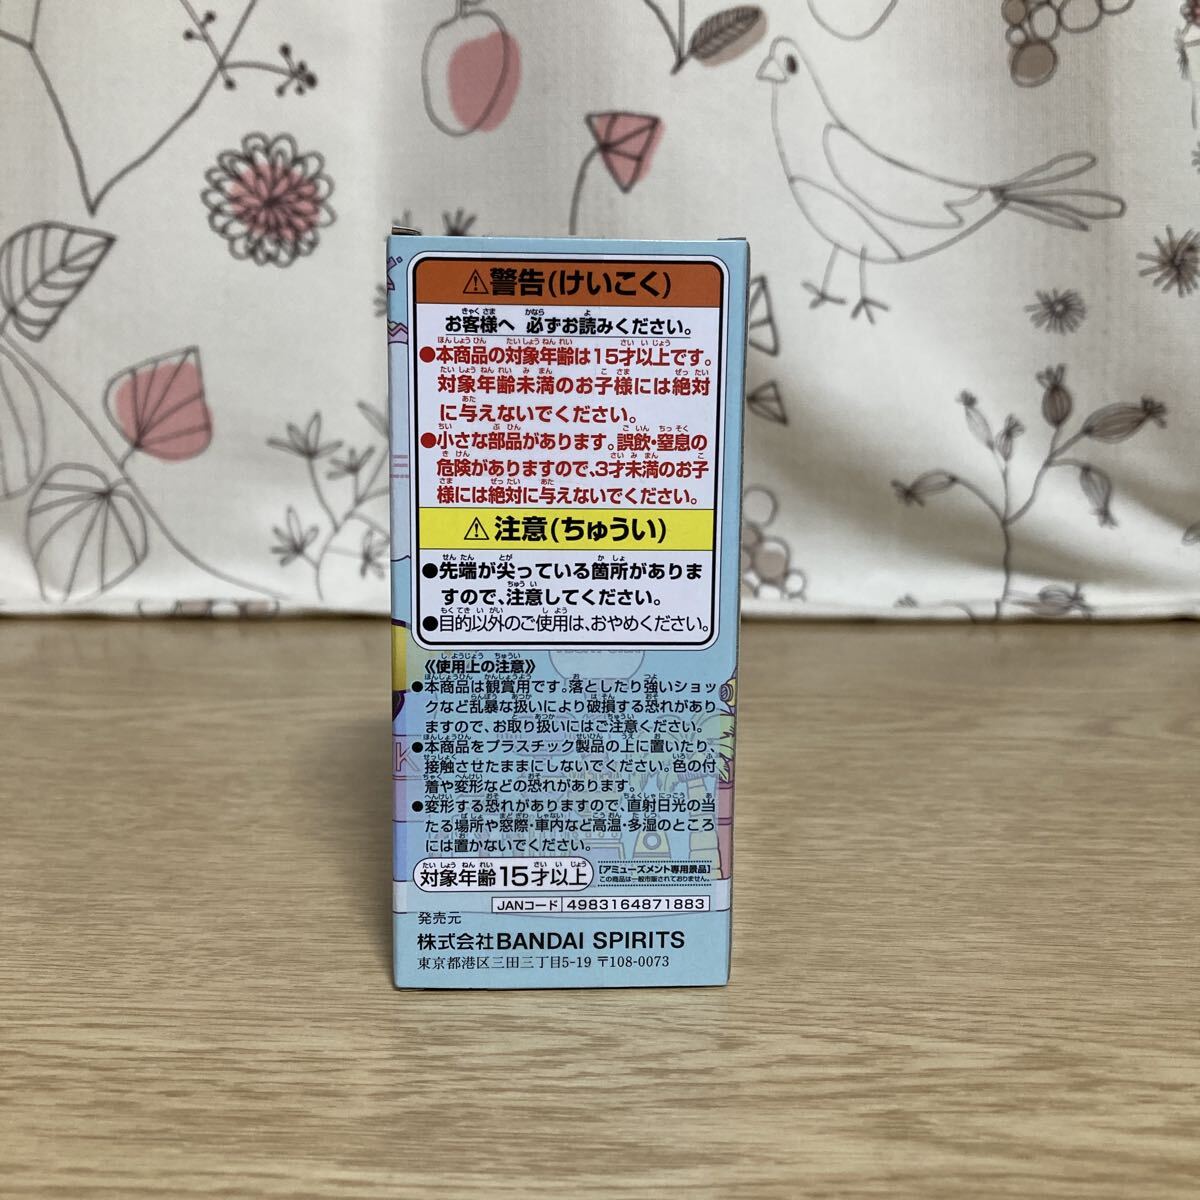 ⚠警告(けいこく)
お客様へ 必ずお読みください。
●本商品の対象年齢は15才以上です。
対象年齢未満のお子様には絶対
に与えないでください。
●小さな部品があります。誤飲・窒息の
危険がありますので、3才未満のお子
様には絶対に与えないでください。
⚠注意(ちゅうい)
●先端が尖っている箇所がありま
すので、注意してください。
●目的以外のご使用は、おやめください。
《使用上の注意》
●本商品は観賞用です。落としたり強いショッ
クなど乱暴な扱いにより破損する恐れがあり
ますので、お取り扱いにはご注意ください。
●本商品をプラスチック製品の上に置いたり、
接触させたままにしないでください。色の付
着や変形などの恐れがあります。
●変形する恐れがありますので、直射日光の当
たる場所や窓際・車内など高温・多湿のところ
には置かないでください。
対象年齢15才以上
[アミューズメント専用景品]
この商品は一般市販されておりません。
JANコード 4983164871883
発売元
株式会社BANDAI SPIRITS
東京都港区三田三丁目5-19 〒108-0073